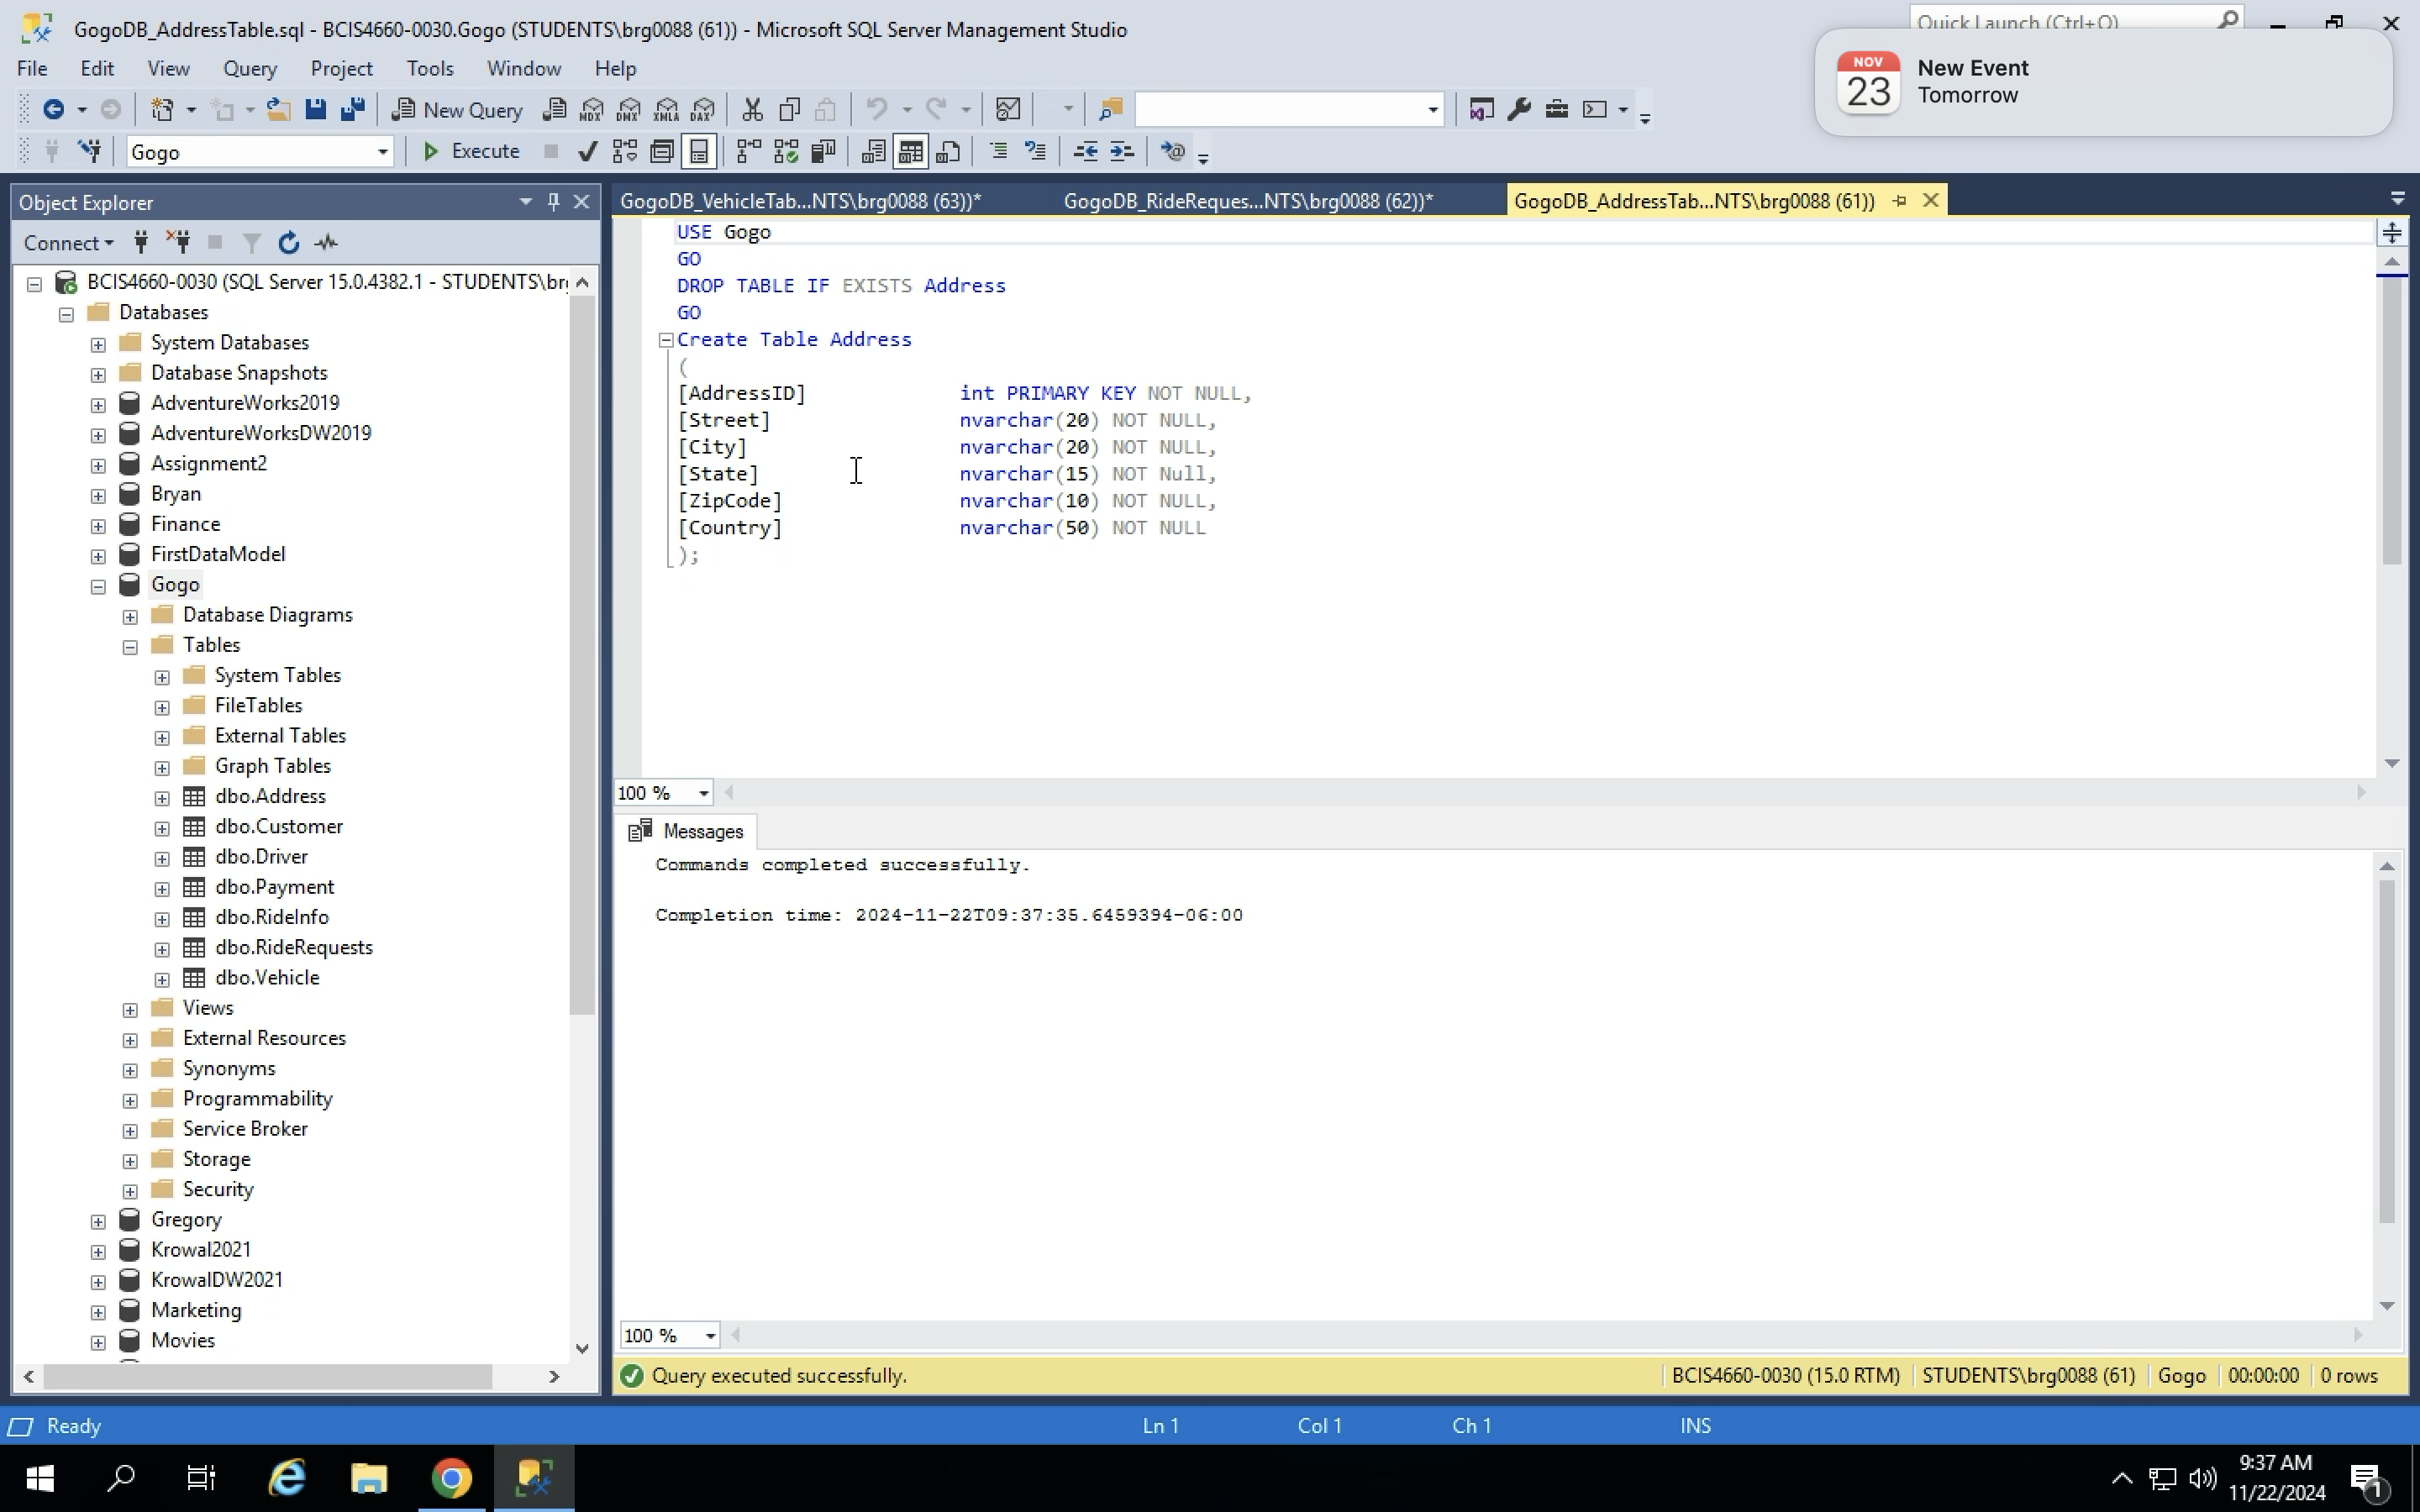 GogoDB_AddressTable.sql - BCIS4660-0030.Gogo (STUDENTS\brg0088 (61)) - Microsoft SQL Server Management Studio
Quick Launch (Ctrl+Q)
NOV
23
New Event
Tomorrow
File Edit View Query Project Tools Window Help
New Query MDX DMX XMLA DAX
Gogo Execute
Object Explorer
Connect
BCIS4660-0030 (SQL Server 15.0.4382.1 - STUDENTS\br
Databases
System Databases
Database Snapshots
AdventureWorks2019
AdventureWorksDW2019
Assignment2
Bryan
Finance
FirstDataModel
Gogo
Database Diagrams
Tables
System Tables
FileTables
External Tables
Graph Tables
dbo.Address
dbo.Customer
dbo.Driver
dbo.Payment
dbo.RideInfo
dbo.RideRequests
dbo.Vehicle
Views
External Resources
Synonyms
Programmability
Service Broker
Storage
Security
Gregory
Krowal2021
KrowalDW2021
Marketing
Movies
GogoDB_VehicleTab...NTS\brg0088 (63))* GogoDB_RideReques...NTS\brg0088 (62))* GogoDB_AddressTab...NTS\brg0088 (61))
USE Gogo
GO
DROP TABLE IF EXISTS Address
GO
Create Table Address
(
[AddressID] int PRIMARY KEY NOT NULL,
[Street] nvarchar(20) NOT NULL,
[City] nvarchar(20) NOT NULL,
[State] nvarchar(15) NOT Null,
[ZipCode] nvarchar(10) NOT NULL,
[Country] nvarchar(50) NOT NULL
);
100 %
Messages
Commands completed successfully.
Completion time: 2024-11-22T09:37:35.6459394-06:00
100 %
Query executed successfully. BCIS4660-0030 (15.0 RTM) STUDENTS\brg0088 (61) Gogo 00:00:00 0 rows
Ready Ln 1 Col 1 Ch 1 INS
9:37 AM
11/22/2024
1